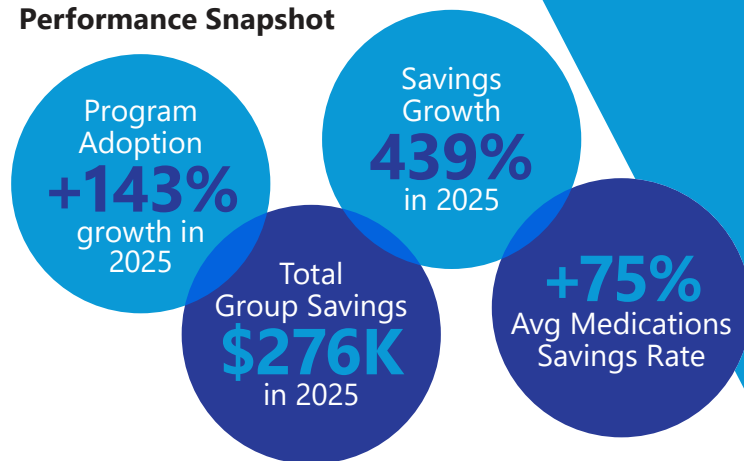 Performance Snapshot
Program
Adoption
+143%
growth in
2025
Savings
Growth
439%
in 2025
Total
Group Savings
$276K
in 2025
+75%
Avg Medications
Savings Rate